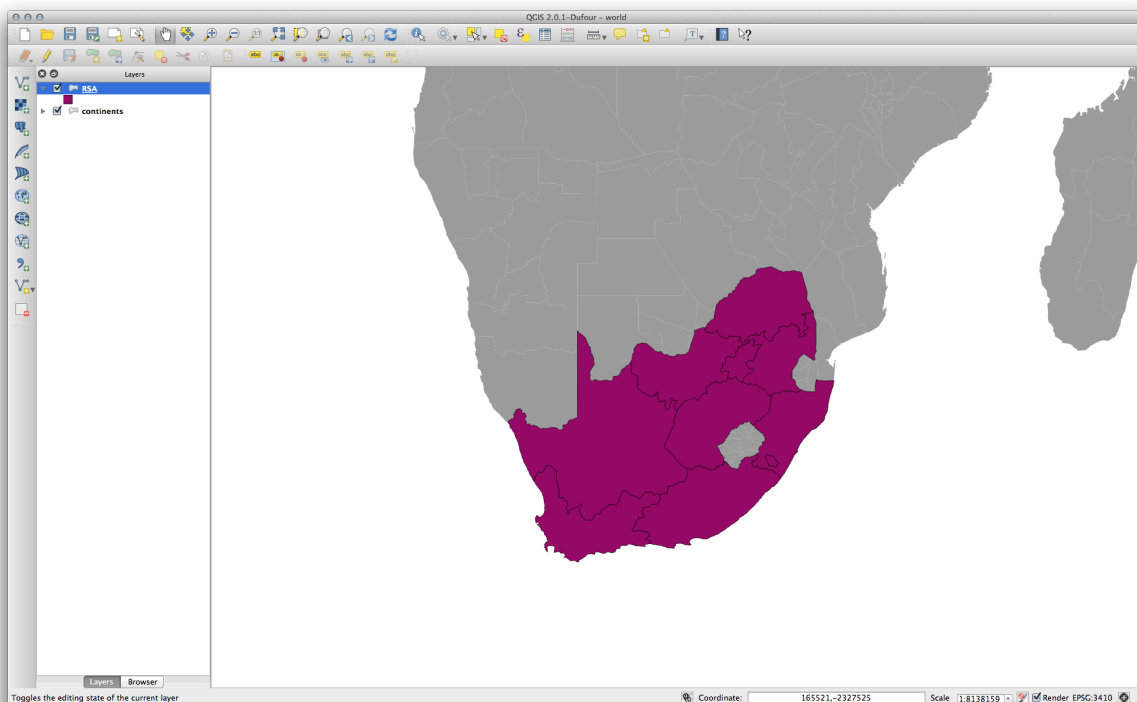 QGIS 2.0.1-Dufour – world
Layers
RSA
continents
Layers Browser
Toggles the editing state of the current layer
Coordinate: 165521,-2327525 Scale 1:8138159 Render EPSG:3410